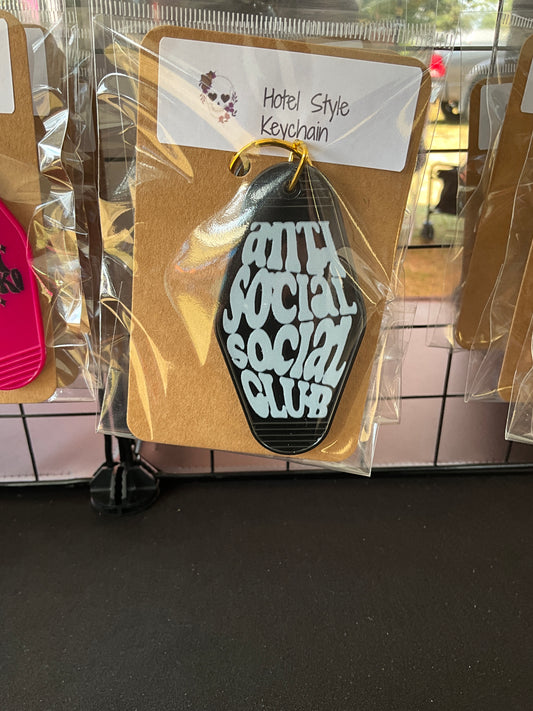 Hotel Style
Keychain
ANTI
SOCIAL
SOCIAL
CLUB